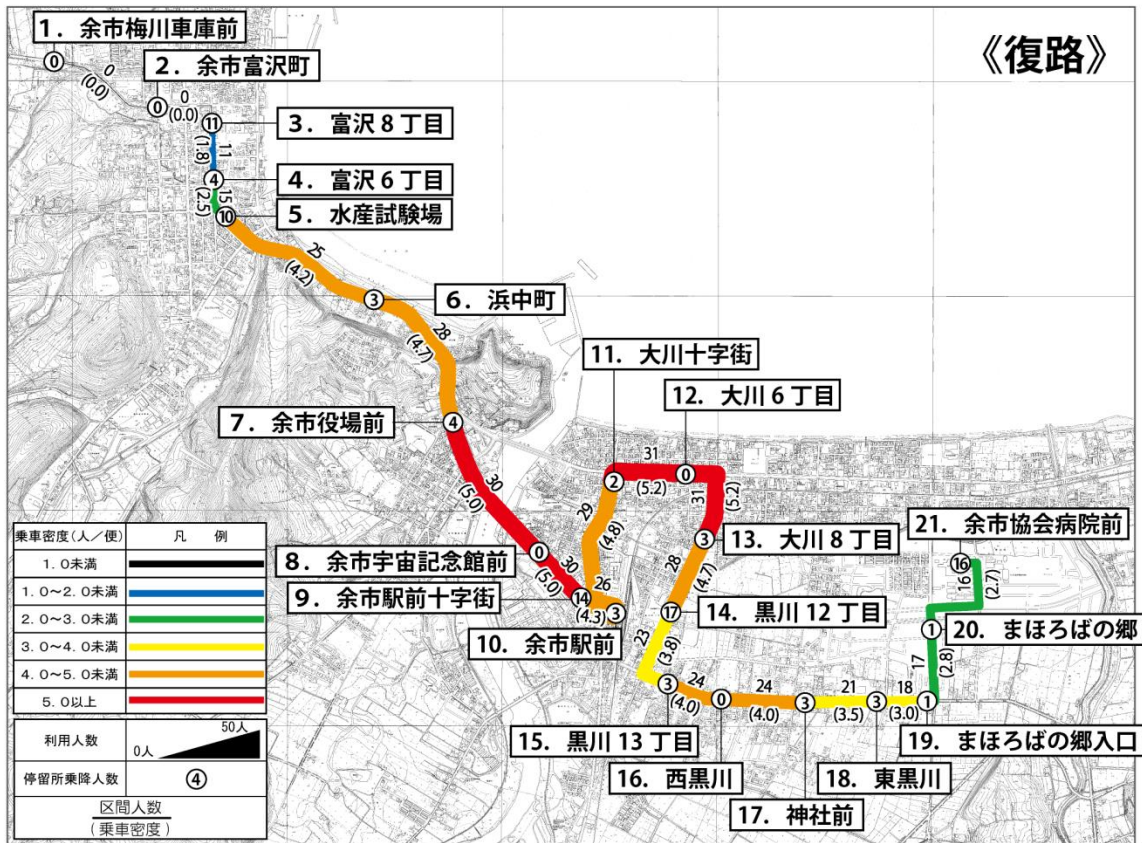 《復路》
1．余市梅川車庫前
0
0
(0.0)
2．余市富沢町
0
0
(0.0)
3．富沢8丁目
11
11
(1.8)
4．富沢6丁目
4
15
(2.5)
5．水産試験場
10
25
(4.2)
6．浜中町
3
28
(4.7)
7．余市役場前
4
30
(5.0)
8．余市宇宙記念館前
0
30
(5.0)
9．余市駅前十字街
14
26
(4.3)
10．余市駅前
3
29
(4.8)
11．大川十字街
2
31
(5.2)
12．大川6丁目
0
31
(5.2)
13．大川8丁目
3
28
(4.7)
14．黒川12丁目
17
23
(3.8)
15．黒川13丁目
3
24
(4.0)
16．西黒川
0
24
(4.0)
17．神社前
3
21
(3.5)
18．東黒川
3
18
(3.0)
19．まほろばの郷入口
1
17
(2.8)
20．まほろばの郷
1
16
(2.7)
21．余市協会病院前
16
乗車密度(人／便) 凡　例
1．0未満
1．0～2．0未満
2．0～3．0未満
3．0～4．0未満
4．0～5．0未満
5．0以上
利用人数 0人 50人
停留所乗降人数 4
区間人数
(乗車密度)